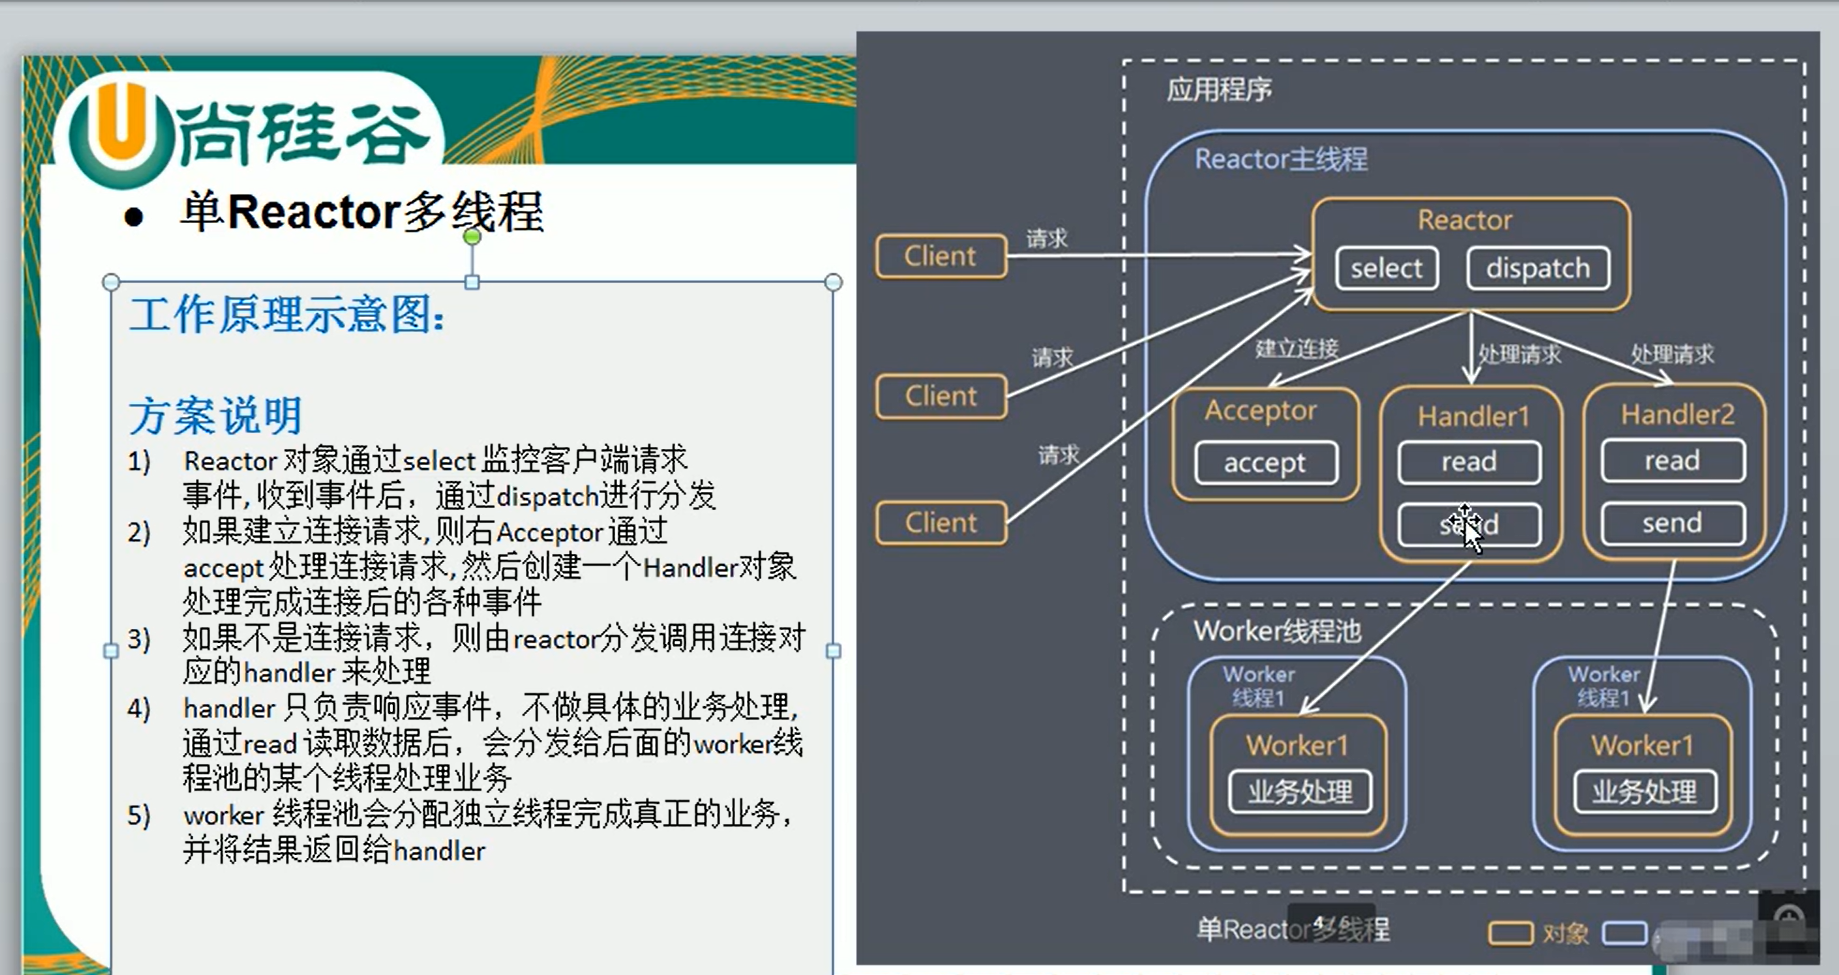 尚硅谷
● 单Reactor多线程
工作原理示意图：
方案说明
1) Reactor 对象通过select 监控客户端请求
事件, 收到事件后，通过dispatch进行分发
2) 如果建立连接请求, 则右Acceptor 通过
accept 处理连接请求, 然后创建一个Handler对象
处理完成连接后的各种事件
3) 如果不是连接请求，则由reactor分发调用连接对
应的handler 来处理
4) handler 只负责响应事件，不做具体的业务处理,
通过read 读取数据后，会分发给后面的worker线
程池的某个线程处理业务
5) worker 线程池会分配独立线程完成真正的业务，
并将结果返回给handler
应用程序
Reactor主线程
Reactor
select dispatch
Client
请求
Client
请求
Client
请求
建立连接
处理请求
处理请求
Acceptor
accept
Handler1
read
Handler2
read
send
Worker线程池
Worker
线程1
Worker1
业务处理
Worker
线程1
Worker1
业务处理
单Reactor多线程
4 / 6
对象